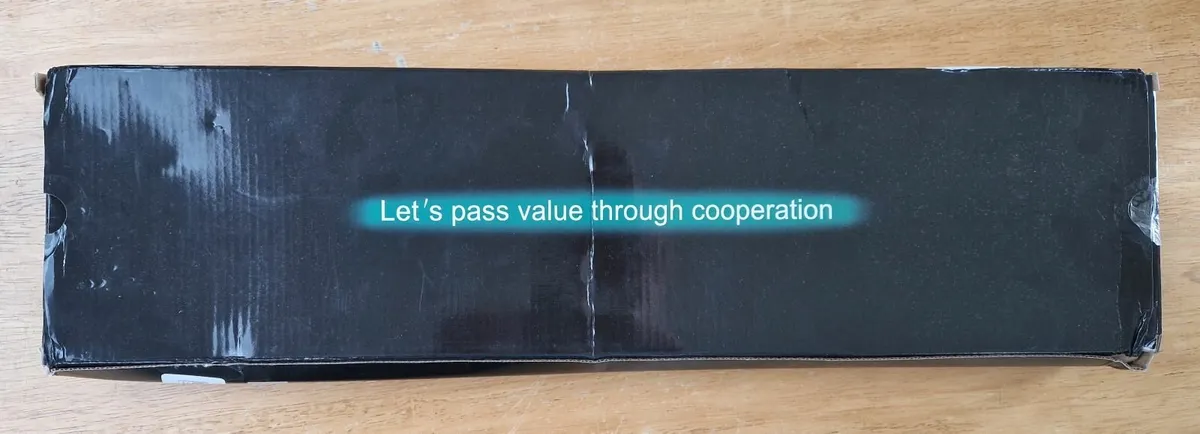 Let's pass value through cooperation